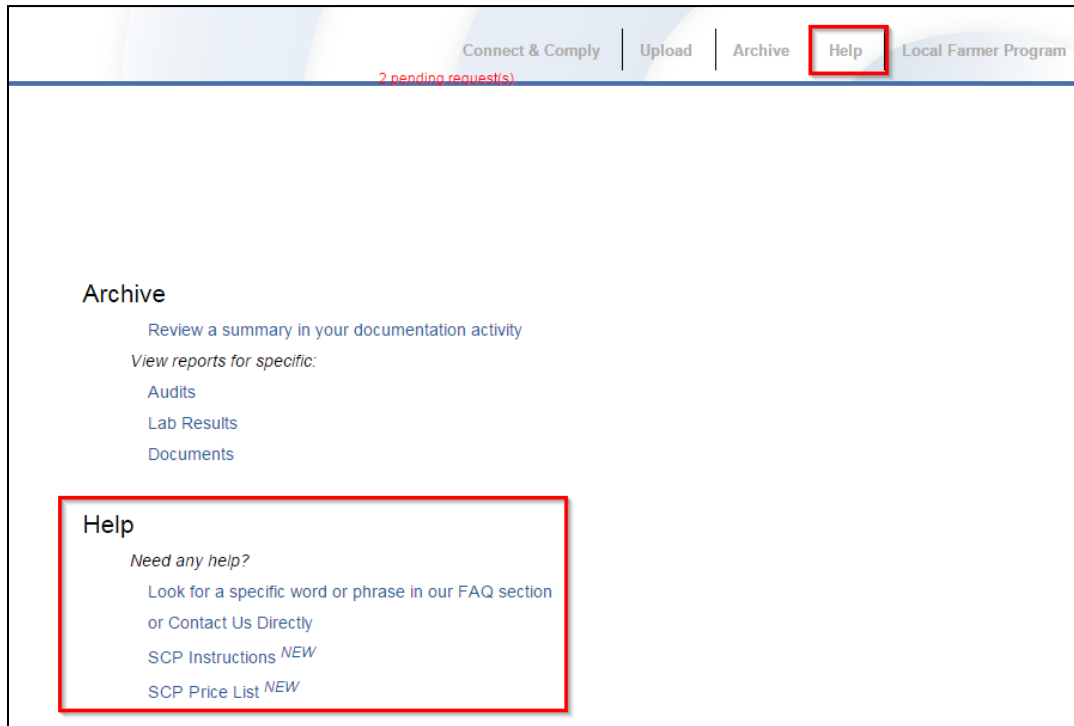 Connect & Comply Upload Archive Help Local Farmer Program
2 pending request(s)
Archive
Review a summary in your documentation activity
View reports for specific:
Audits
Lab Results
Documents
Help
Need any help?
Look for a specific word or phrase in our FAQ section
or Contact Us Directly
SCP Instructions NEW
SCP Price List NEW